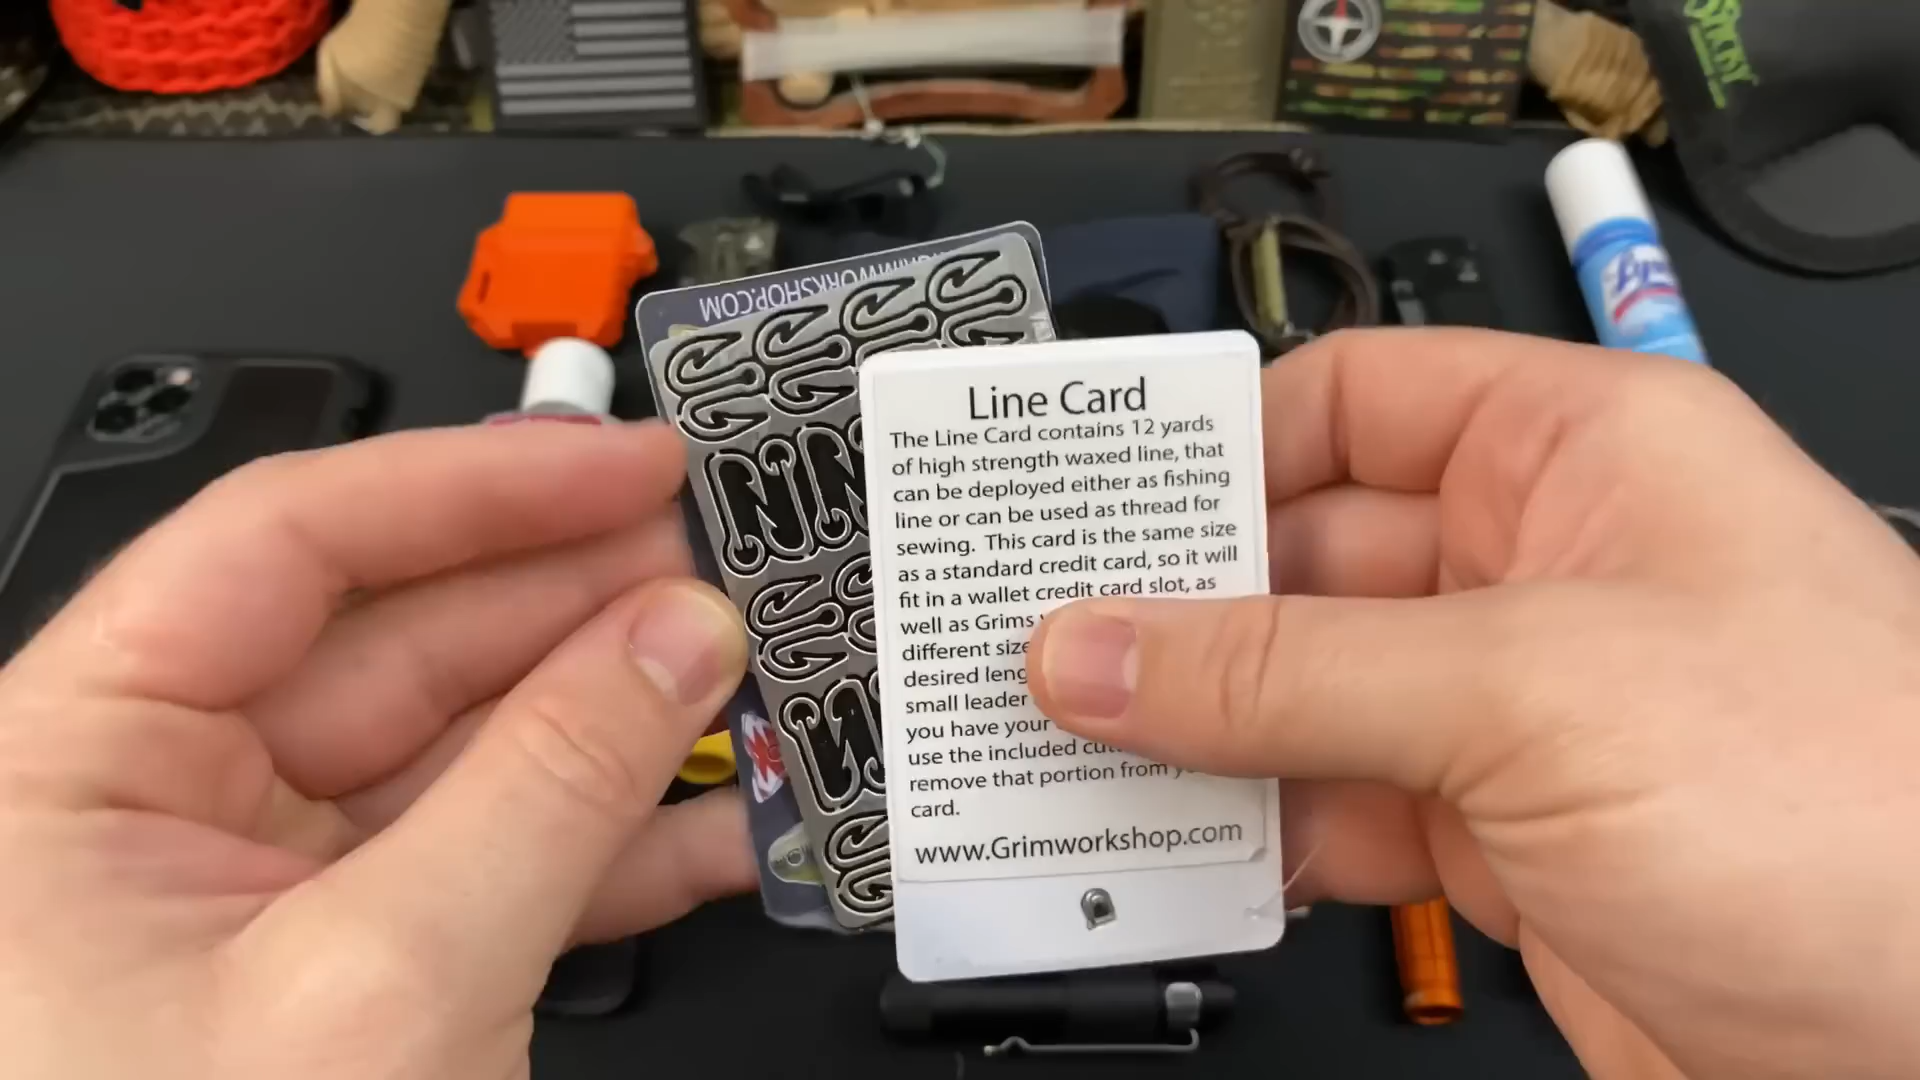 GRIMWORKSHOP.COM
Line Card
The Line Card contains 12 yards
of high strength waxed line, that
can be deployed either as fishing
line or can be used as thread for
sewing. This card is the same size
as a standard credit card, so it will
fit in a wallet credit card slot, as
well as Grims
different
desired
small leader
you have your
use the included
remove that portion from
card.
www.Grimworkshop.com
Lysol